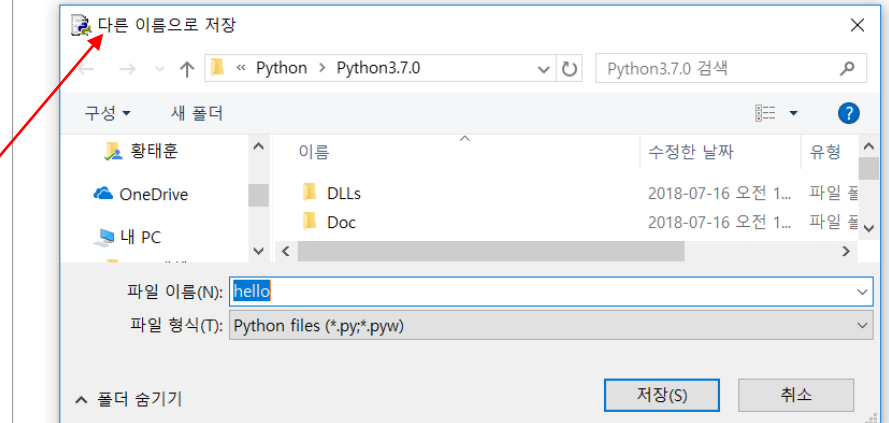 다른 이름으로 저장
« Python > Python3.7.0
Python3.7.0 검색
구성 새 폴더
황태훈
OneDrive
내 PC
이름 수정한 날짜 유형
DLLs 2018-07-16 오전 1... 파일
Doc 2018-07-16 오전 1... 파일
파일 이름(N): hello
파일 형식(T): Python files (*.py;*.pyw)
폴더 숨기기
저장(S) 취소